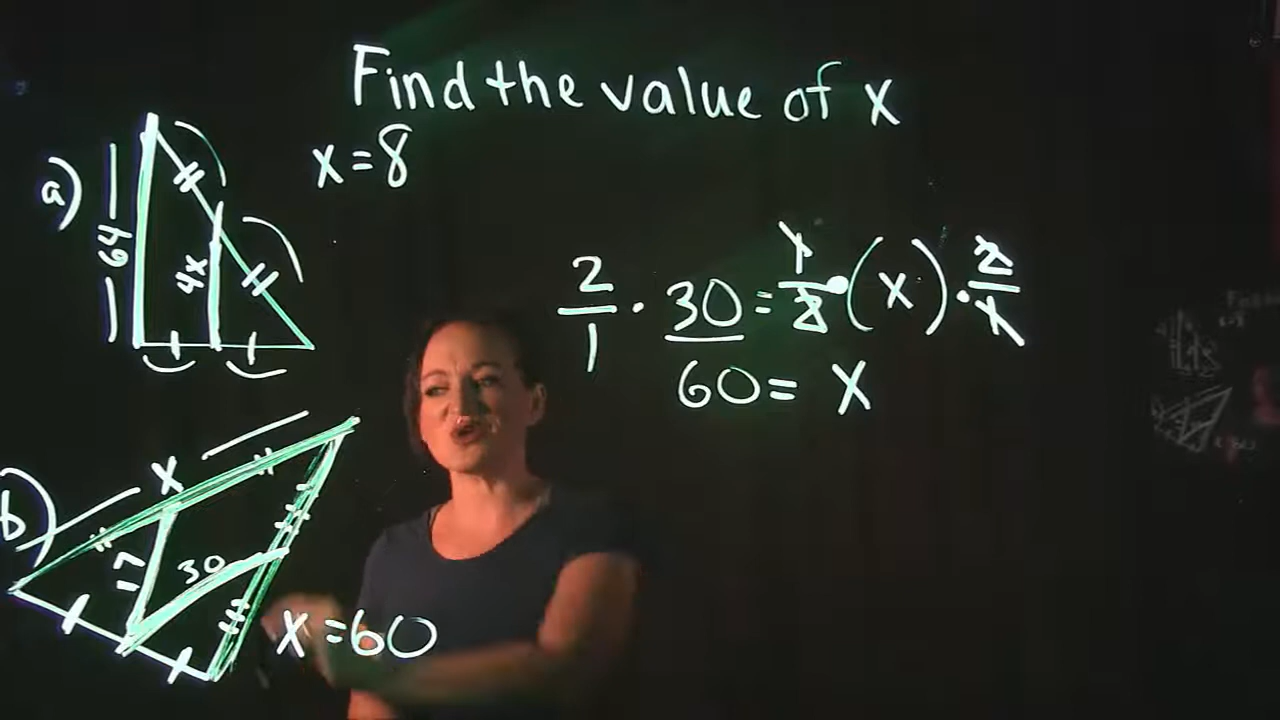 Find the value of x
a)
64
4x
x = 8
2/1 · 30 = 1/2 · (x) · 2/1
60 = x
b)
x
17
30
x = 60